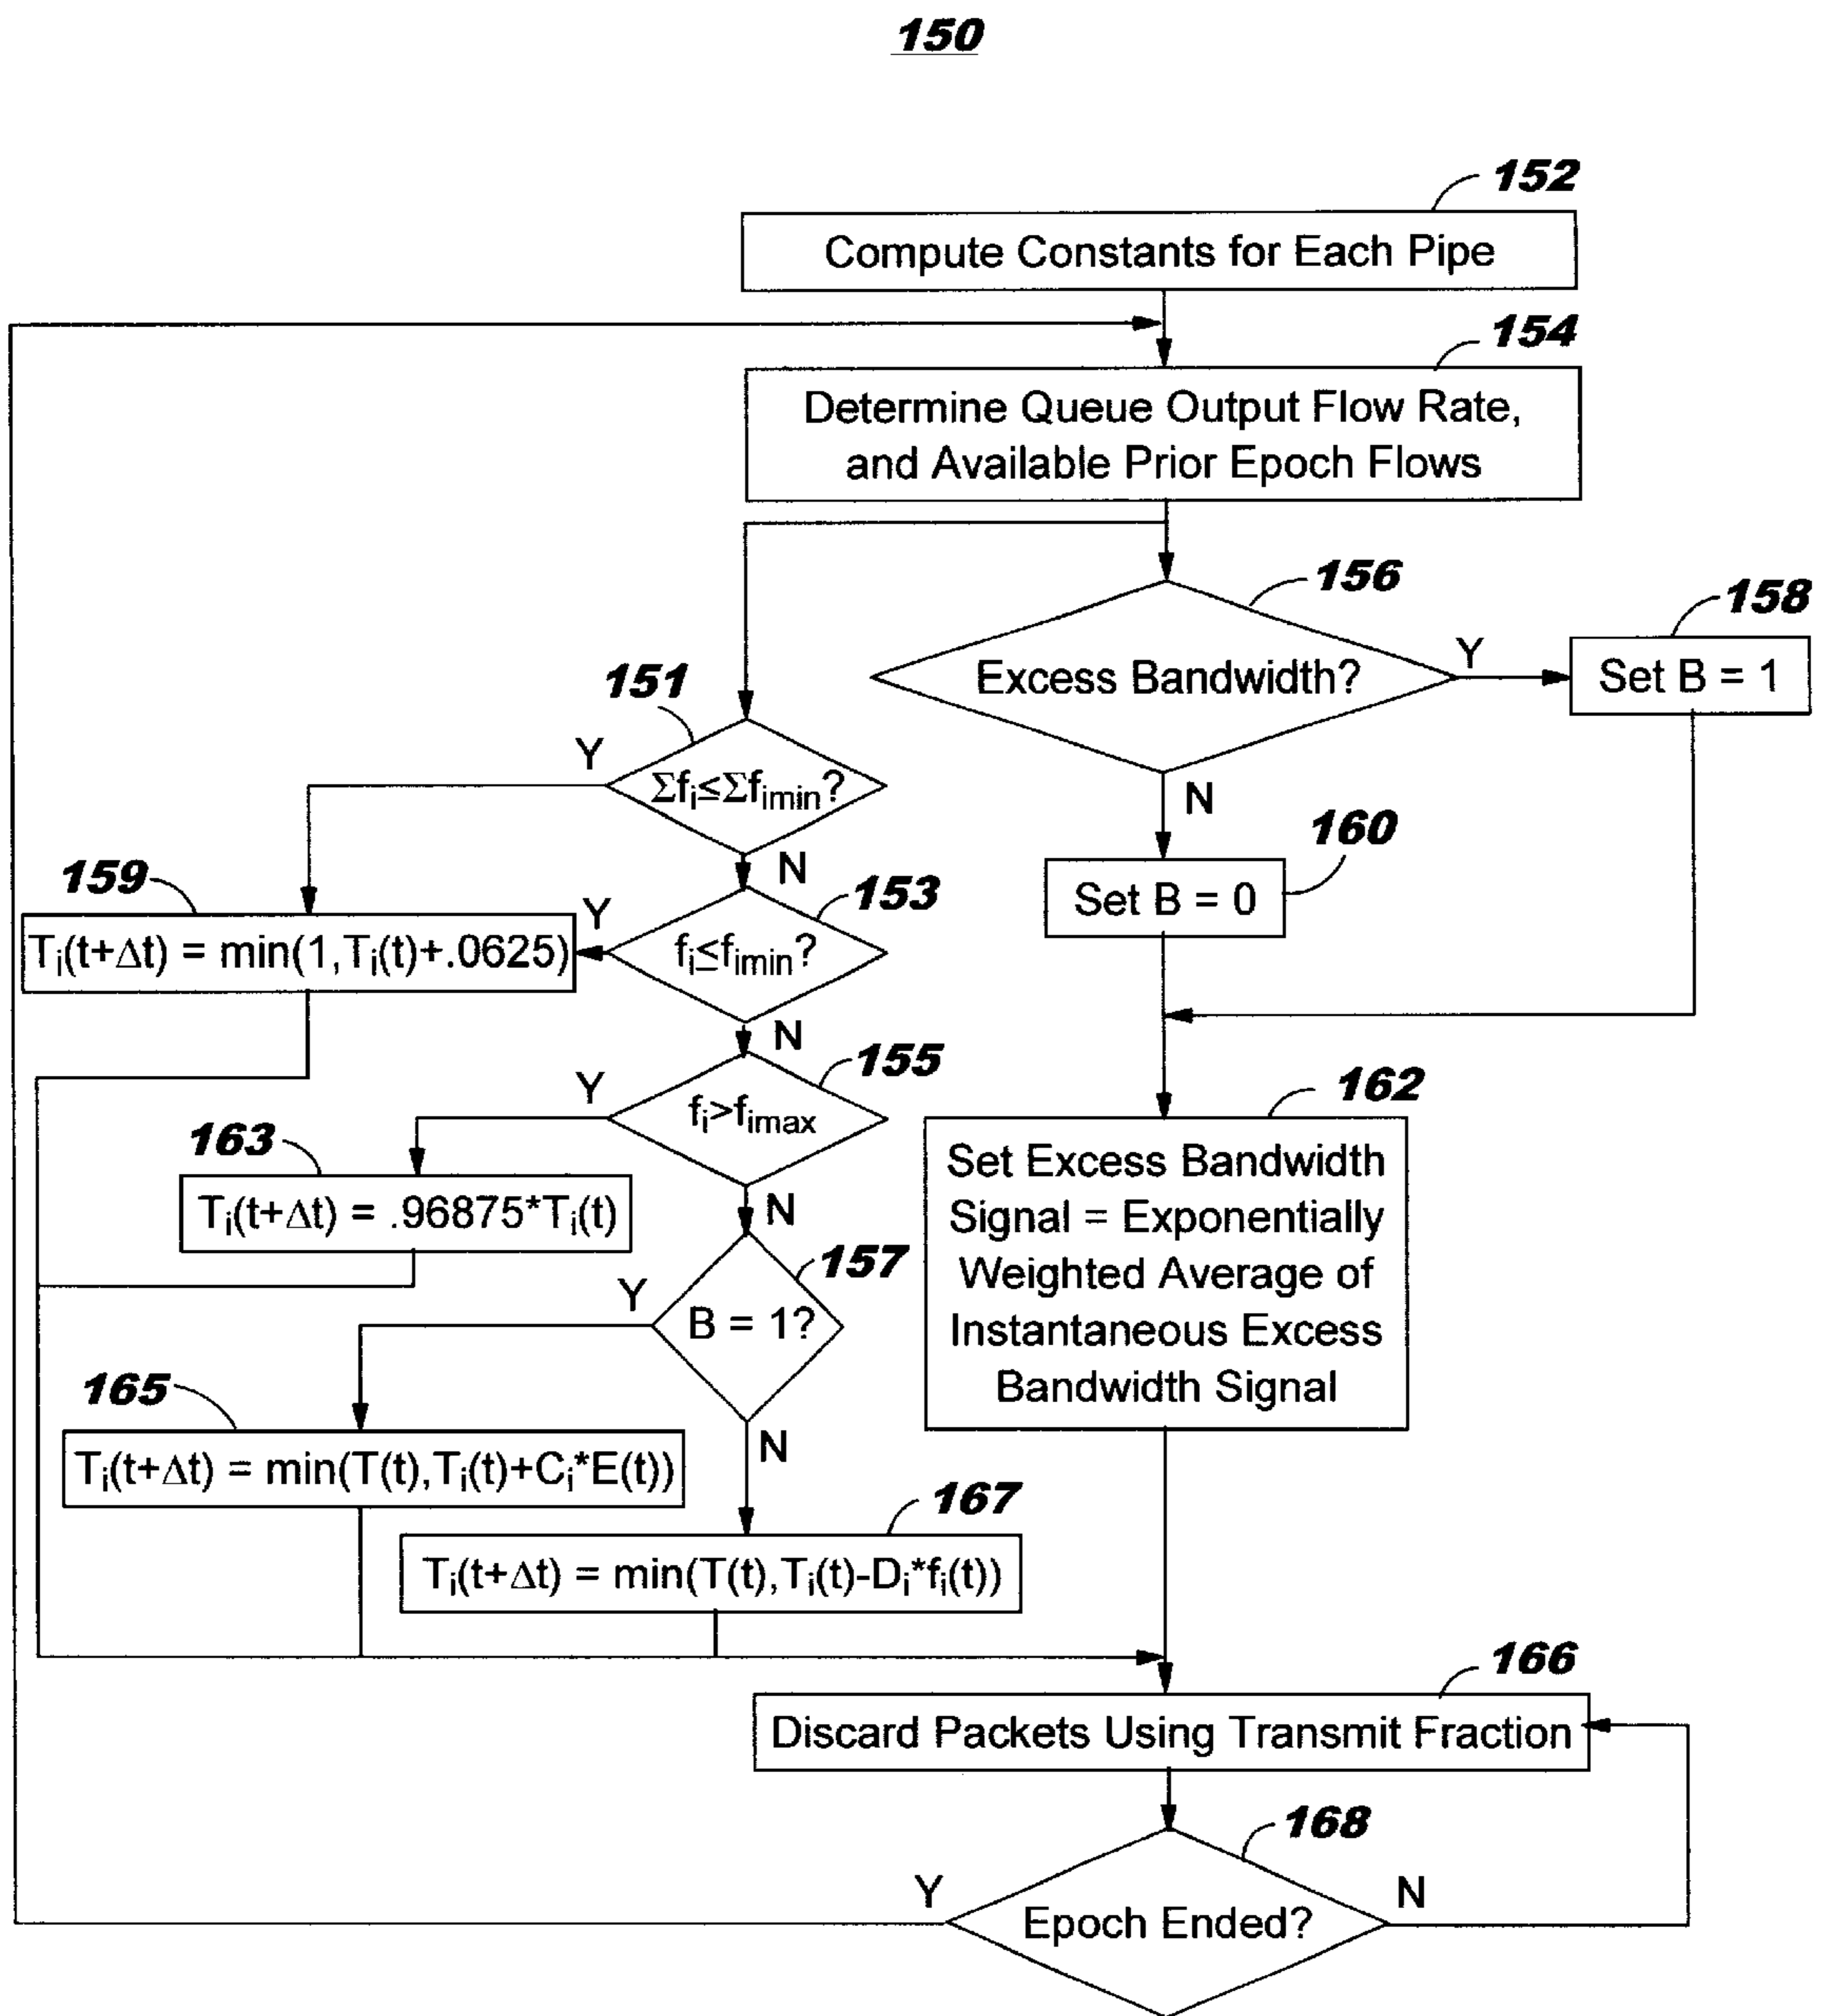 150
152
Compute Constants for Each Pipe
154
Determine Queue Output Flow Rate,
and Available Prior Epoch Flows
156
Excess Bandwidth?
Y
158
Set B = 1
N
160
Set B = 0
151
Σfi≤Σfimin?
Y
N
159
Ti(t+Δt) = min(1,Ti(t)+.0625)
153
fi≤fimin?
Y
N
155
fi>fimax
Y
N
163
Ti(t+Δt) = .96875*Ti(t)
157
B = 1?
Y
N
165
Ti(t+Δt) = min(T(t),Ti(t)+Ci*E(t))
167
Ti(t+Δt) = min(T(t),Ti(t)-Di*fi(t))
162
Set Excess Bandwidth
Signal = Exponentially
Weighted Average of
Instantaneous Excess
Bandwidth Signal
166
Discard Packets Using Transmit Fraction
168
Epoch Ended?
Y
N